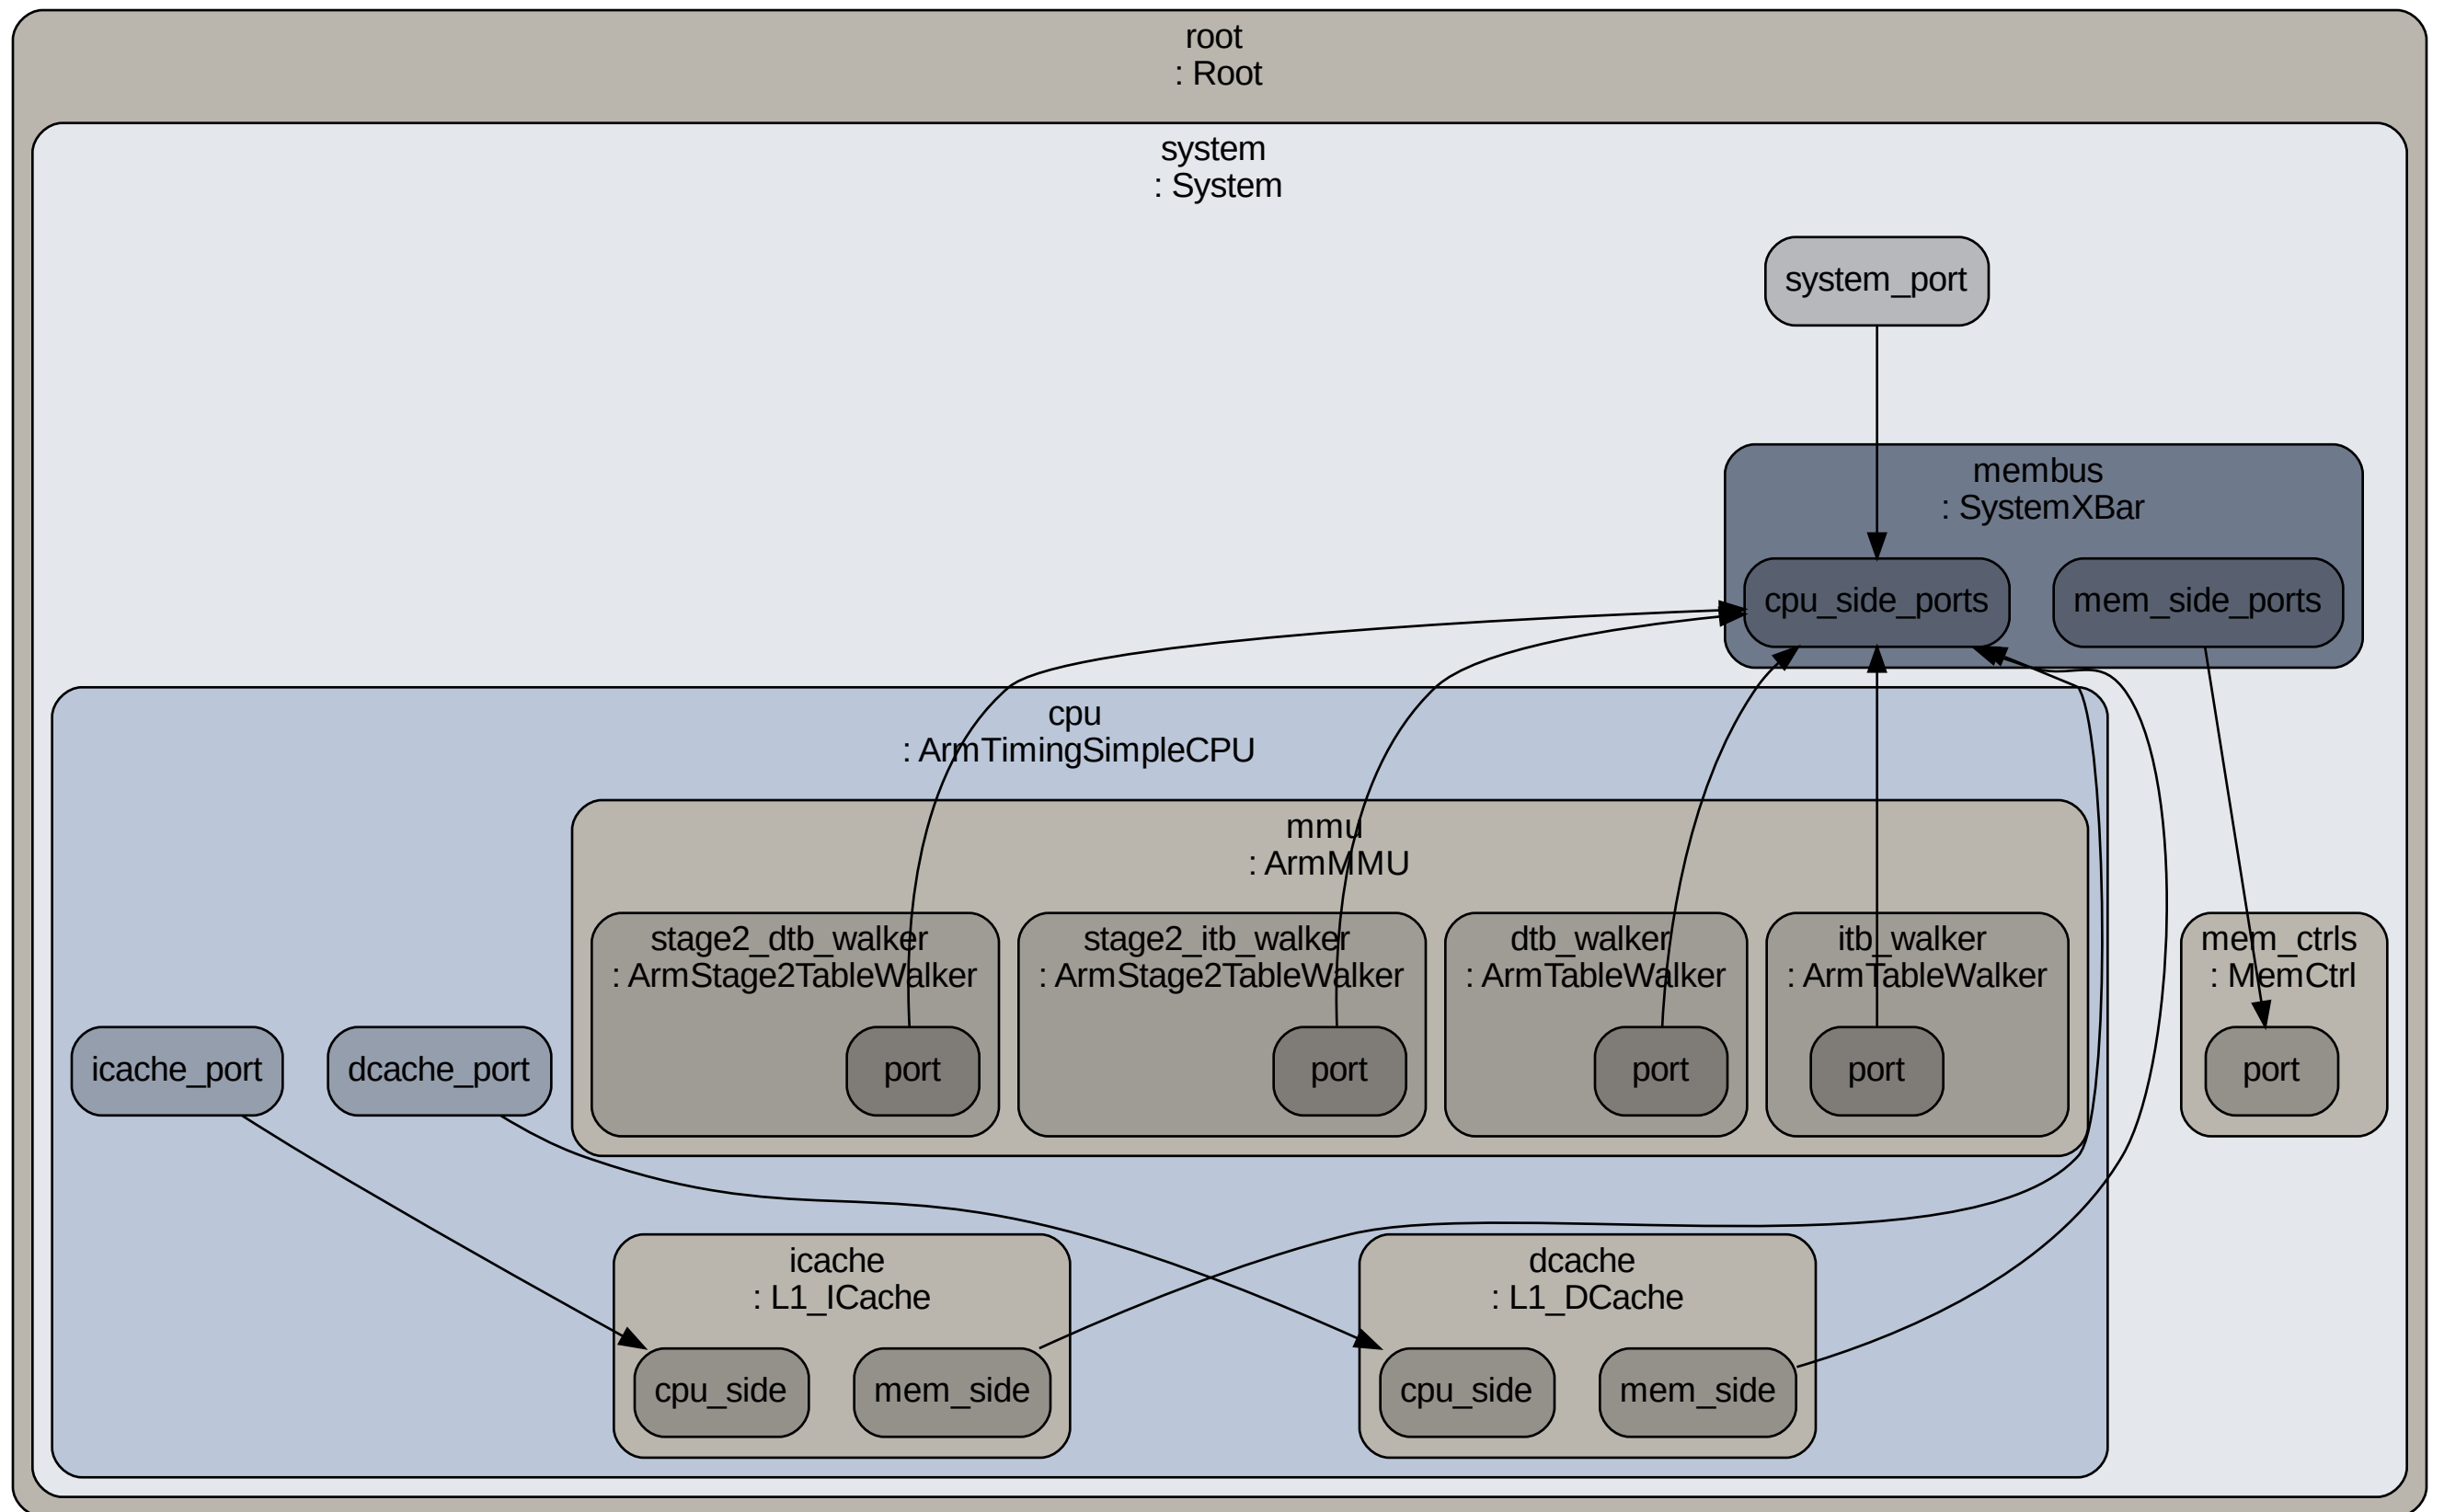 root
: Root
system
: System
system_port
membus
: SystemXBar
cpu_side_ports
mem_side_ports
cpu
: ArmTimingSimpleCPU
mmu
: ArmMMU
stage2_dtb_walker
: ArmStage2TableWalker
port
stage2_itb_walker
: ArmStage2TableWalker
port
dtb_walker
: ArmTableWalker
port
itb_walker
: ArmTableWalker
port
mem_ctrls
: MemCtrl
port
icache_port
dcache_port
icache
: L1_ICache
cpu_side
mem_side
dcache
: L1_DCache
cpu_side
mem_side